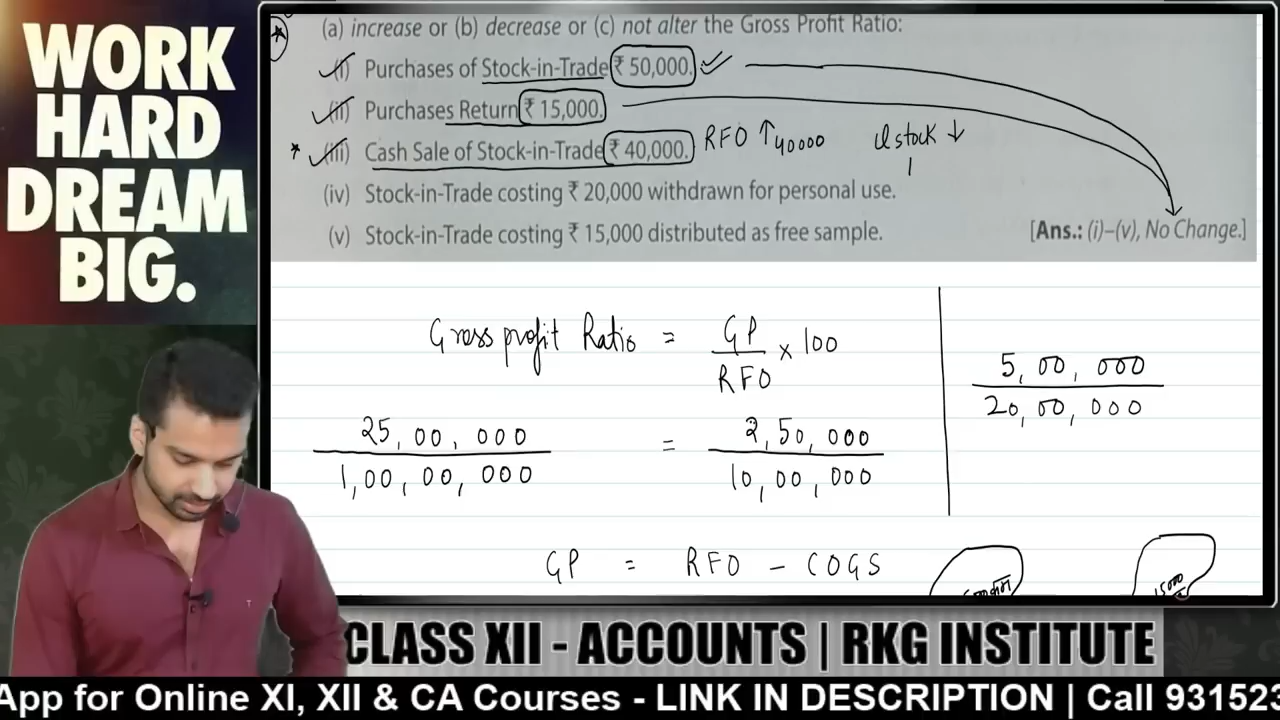 WORK
HARD
DREAM
BIG.
(a) increase or (b) decrease or (c) not alter the Gross Profit Ratio:
(i) Purchases of Stock-in-Trade ₹ 50,000.
(ii) Purchases Return ₹ 15,000.
(iii) Cash Sale of Stock-in-Trade ₹ 40,000. RFO ↑ 40000 cl stock ↓
(iv) Stock-in-Trade costing ₹ 20,000 withdrawn for personal use.
(v) Stock-in-Trade costing ₹ 15,000 distributed as free sample. [Ans.: (i)–(v), No Change.]
Gross profit Ratio = GP / RFO × 100
25,00,000 / 1,00,00,000 = 2,50,000 / 10,00,000
5,00,000 / 20,00,000
GP = RFO - COGS
15000
CLASS XII - ACCOUNTS | RKG INSTITUTE
App for Online XI, XII & CA Courses - LINK IN DESCRIPTION | Call 931523